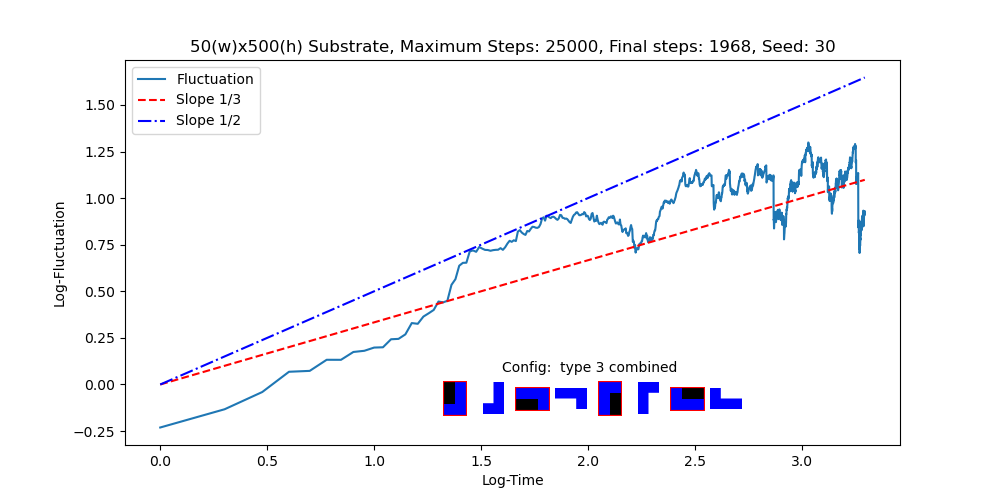 50(w)x500(h) Substrate, Maximum Steps: 25000, Final steps: 1968, Seed: 30
Fluctuation
Slope 1/3
Slope 1/2
1.50
1.25
1.00
0.75
0.50
0.25
0.00
−0.25
Log-Fluctuation
Config:  type 3 combined
0.0
0.5
1.0
1.5
2.0
2.5
3.0
Log-Time